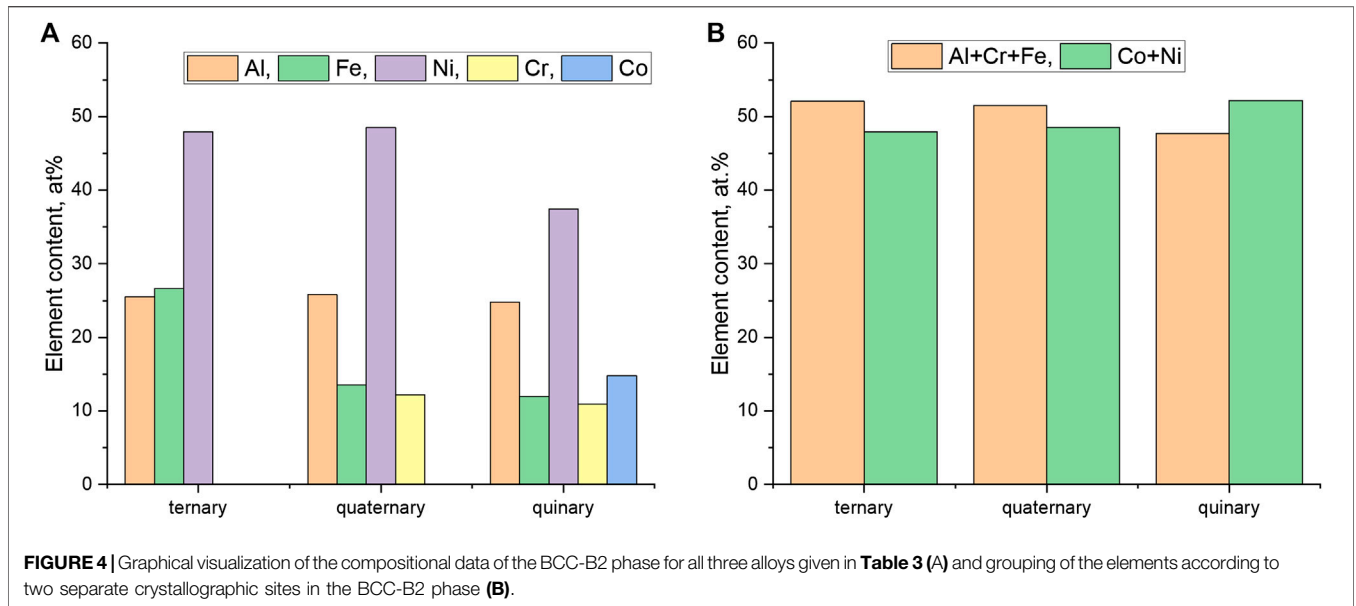 A
60
50
40
30
20
10
0
Element content, at%
Al, Fe, Ni, Cr, Co
ternary quaternary quinary
B
60
50
40
30
20
10
0
Element content, at.%
Al+Cr+Fe, Co+Ni
ternary quaternary quinary
FIGURE 4 | Graphical visualization of the compositional data of the BCC-B2 phase for all three alloys given in Table 3 (A) and grouping of the elements according to
two separate crystallographic sites in the BCC-B2 phase (B).